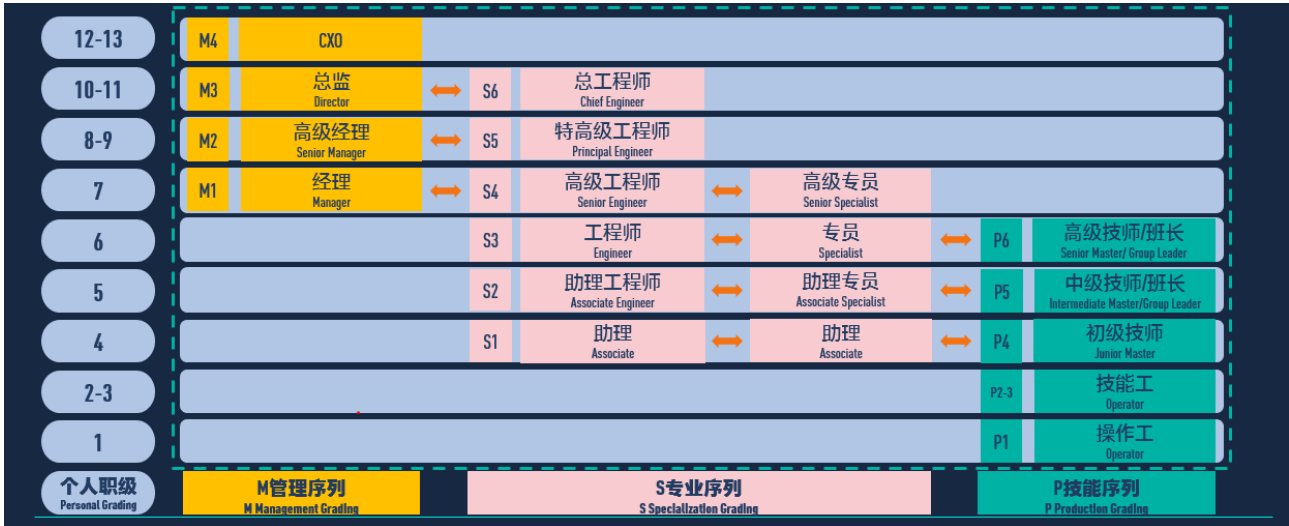 12-13
M4
CXO
10-11
M3
总监
Director
S6
总工程师
Chief Engineer
8-9
M2
高级经理
Senior Manager
S5
特高级工程师
Principal Engineer
7
M1
经理
Manager
S4
高级工程师
Senior Engineer
高级专员
Senior Specialist
6
S3
工程师
Engineer
专员
Specialist
P6
高级技师/班长
Senior Master/ Group Leader
5
S2
助理工程师
Associate Engineer
助理专员
Associate Specialist
P5
中级技师/班长
Intermediate Master/Group Leader
4
S1
助理
Associate
助理
Associate
P4
初级技师
Junior Master
2-3
P2-3
技能工
Operator
1
P1
操作工
Operator
个人职级
Personal Grading
M管理序列
M Management Grading
S专业序列
S Specialization Grading
P技能序列
P Production Grading